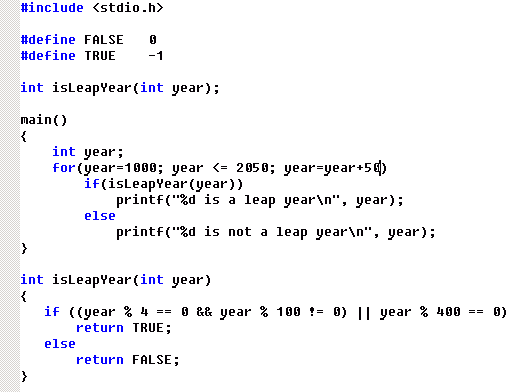 #include <stdio.h>

#define FALSE   0
#define TRUE    -1

int isLeapYear(int year);

main()
{
    int year;
    for(year=1000; year <= 2050; year=year+50)
        if(isLeapYear(year))
            printf("%d is a leap year\n", year);
        else
            printf("%d is not a leap year\n", year);
}

int isLeapYear(int year)
{
   if ((year % 4 == 0 && year % 100 != 0) || year % 400 == 0)
       return TRUE;
   else
       return FALSE;
}